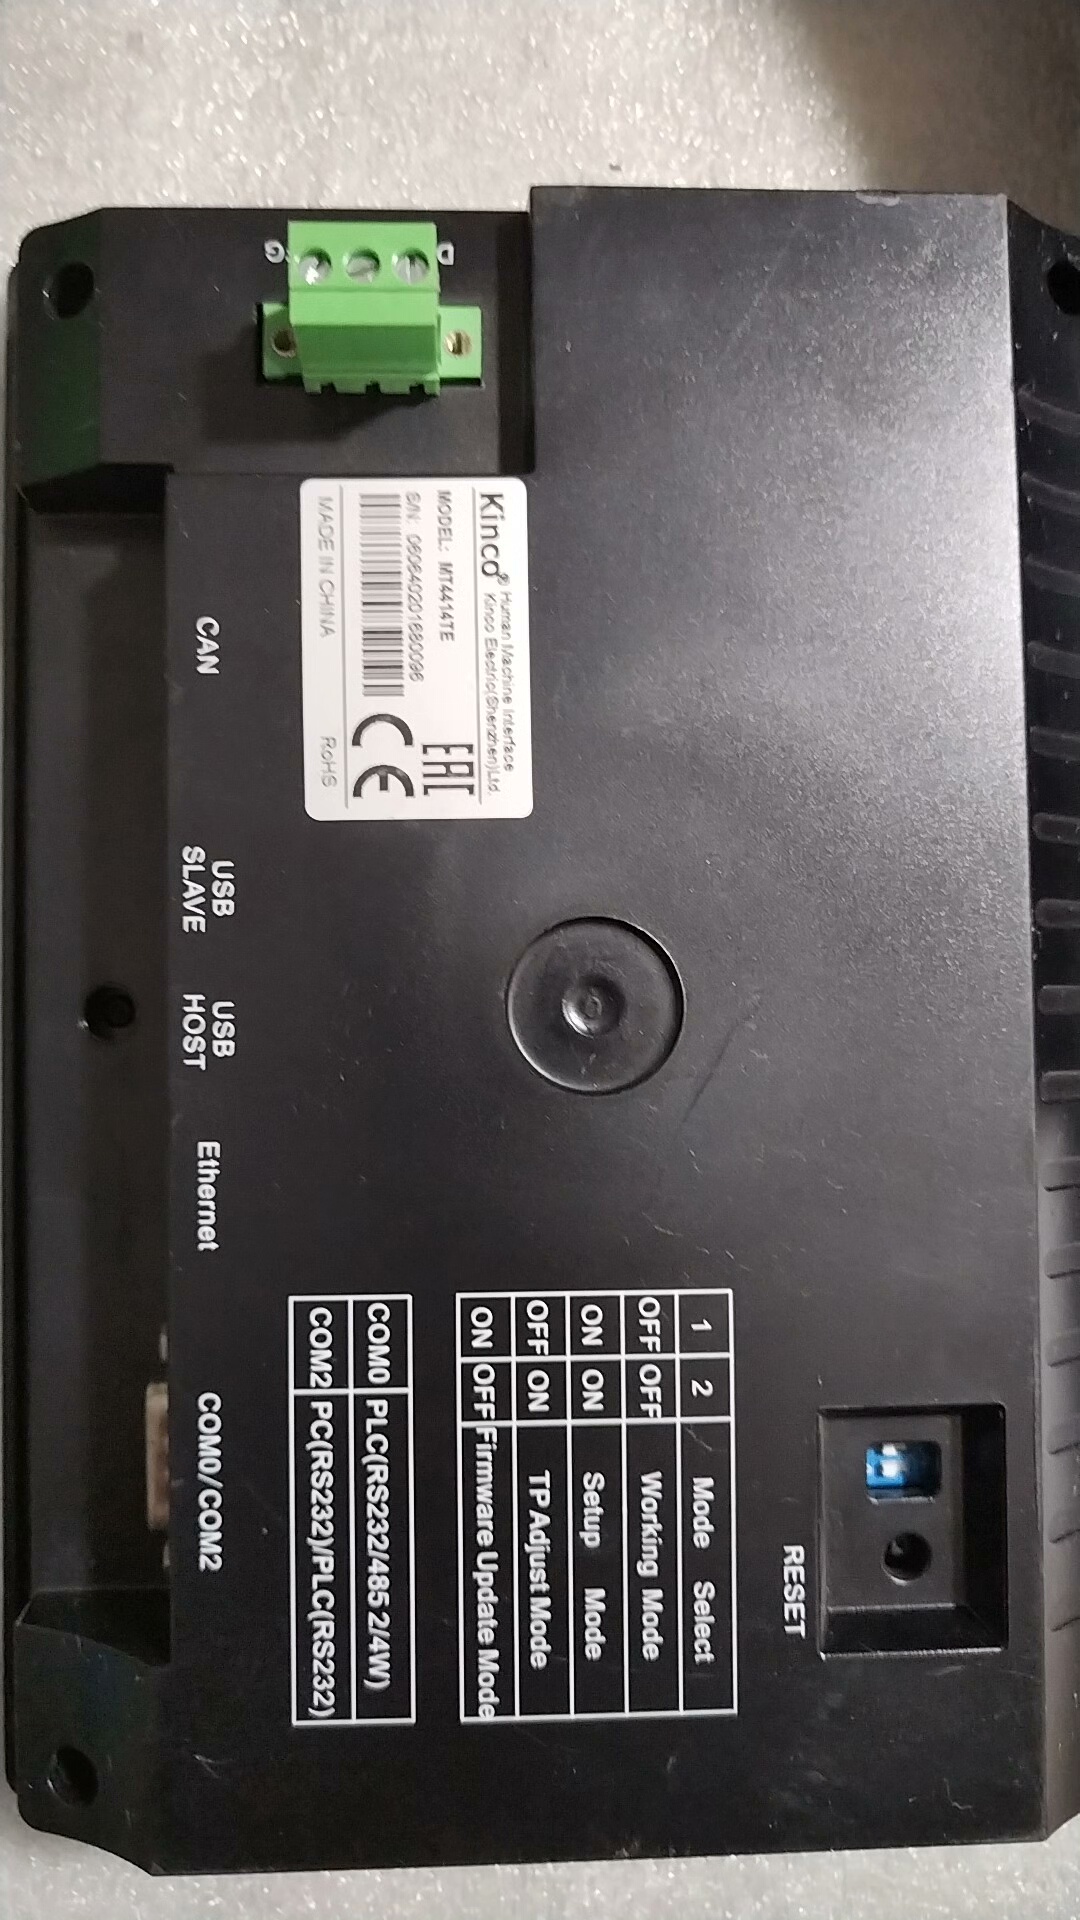 Kinco® Human Machine Interface
Kinco Electric(Shenzhen)Ltd.
MODEL: MT4414TE
S/N: 060640201680096
EAC
CE
MADE IN CHINA RoHS
RESET
1 2 Mode Select
OFF OFF Working Mode
ON ON Setup Mode
OFF ON TP Adjust Mode
ON OFF Firmware Update Mode
COM0 PLC(RS232/485 2/4W)
COM2 PC(RS232)/PLC(RS232)
CAN
USB
SLAVE
USB
HOST
Ethernet
COM0/COM2